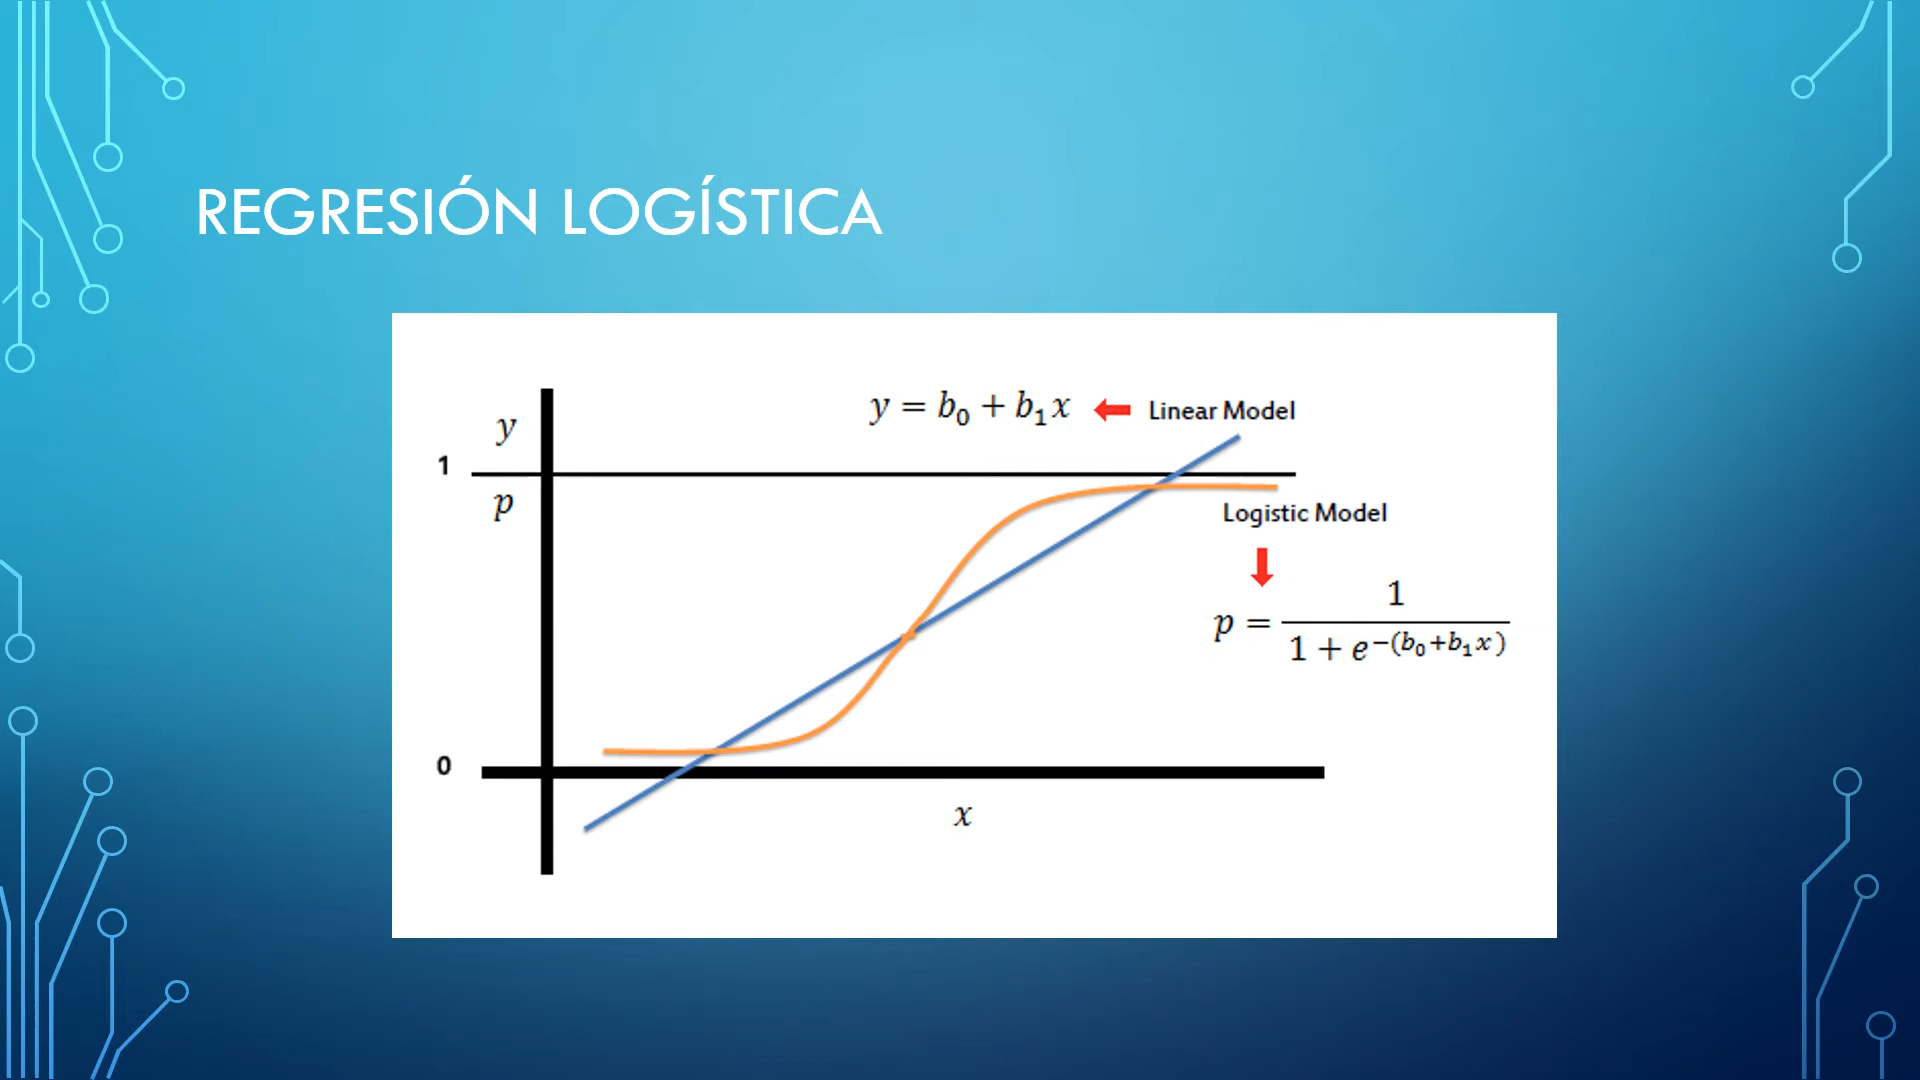 REGRESIÓN LOGÍSTICA
y = b₀ + b₁x
Linear Model
y
1
p
Logistic Model
p = 1 / (1 + e^−(b₀+b₁x))
0
x